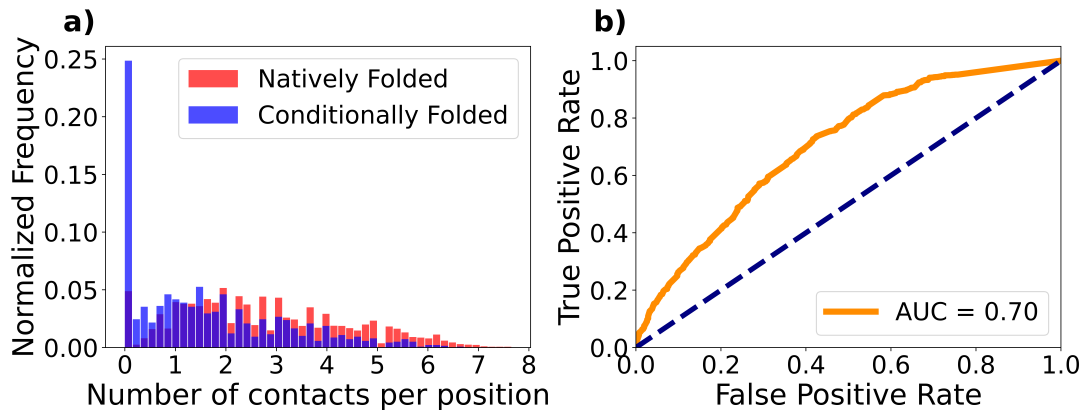 a)
Normalized Frequency
0.25
0.20
0.15
0.10
0.05
0.00
Natively Folded
Conditionally Folded
0 1 2 3 4 5 6 7 8
Number of contacts per position
b)
True Positive Rate
1.0
0.8
0.6
0.4
0.2
0.0
AUC = 0.70
0.0 0.2 0.4 0.6 0.8 1.0
False Positive Rate